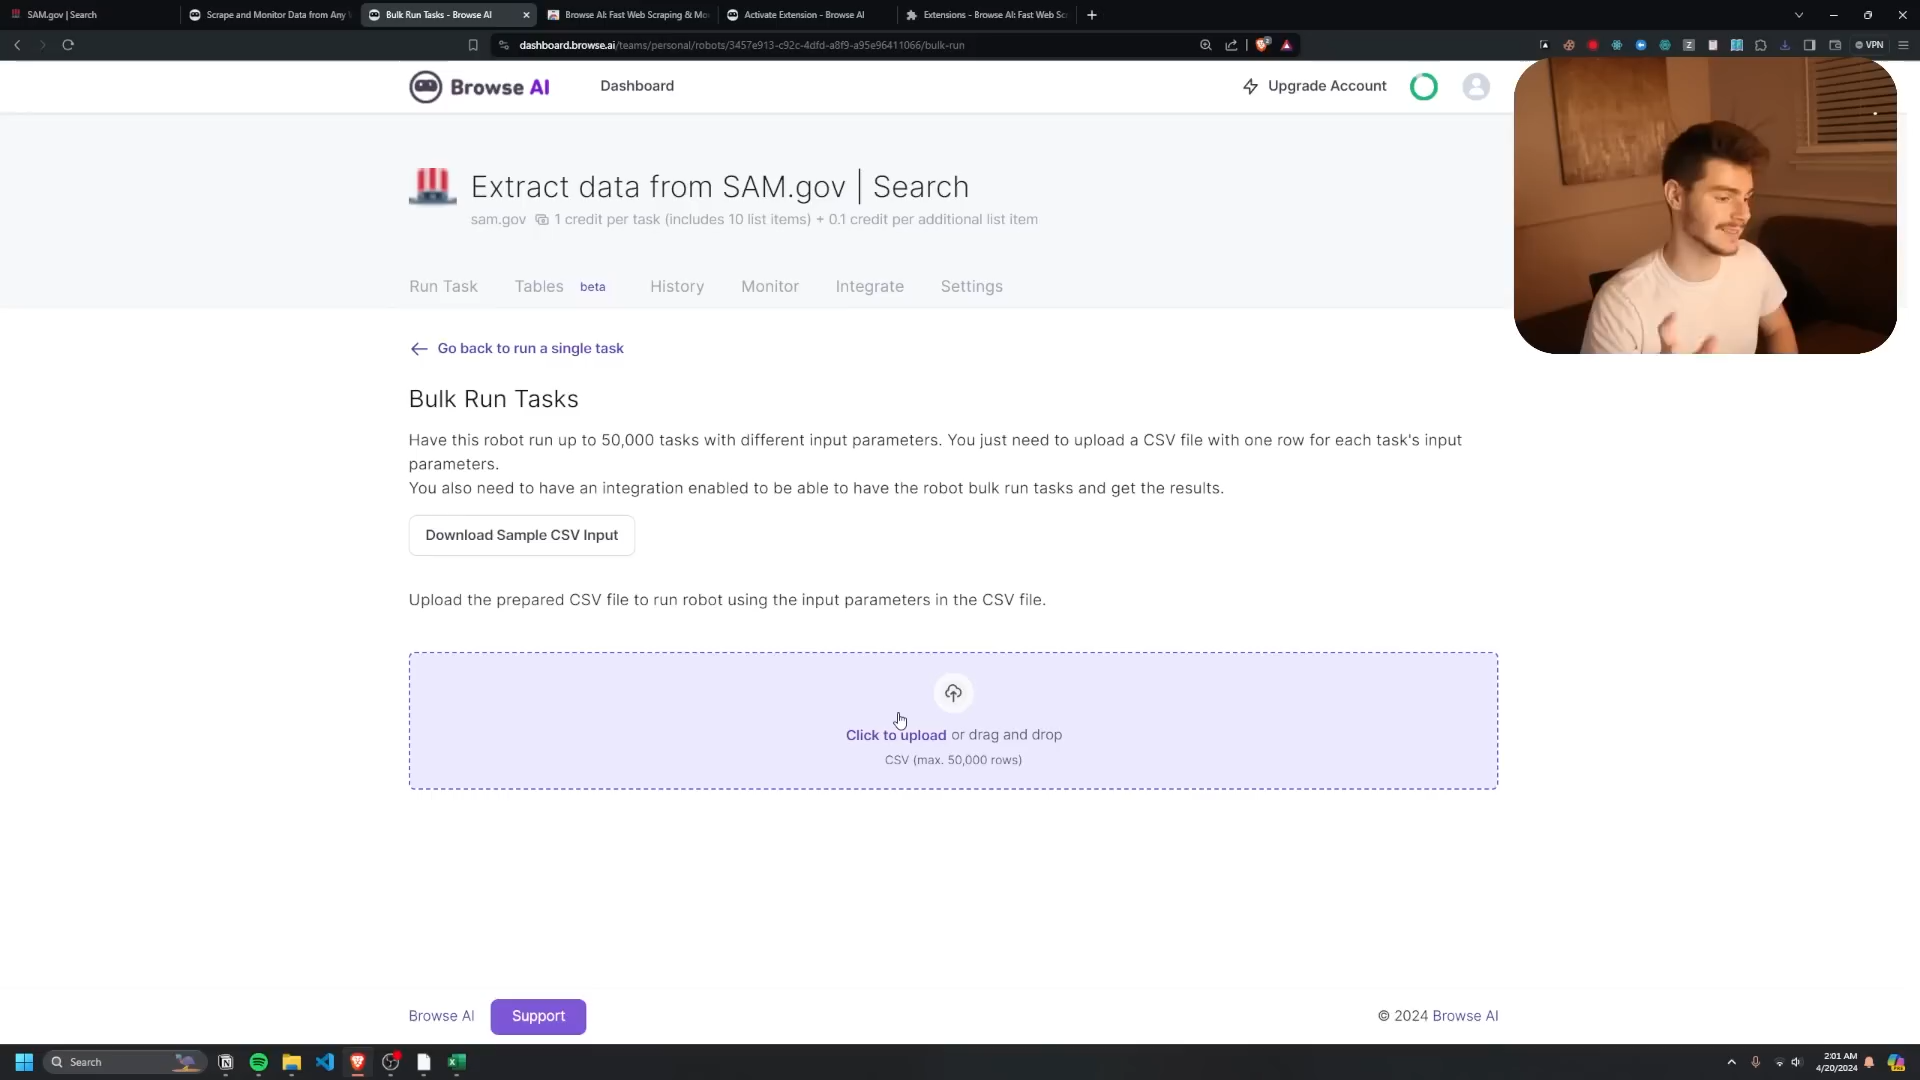 SAM.gov | Search
Scrape and Monitor Data from Any
Bulk Run Tasks - Browse AI
Browse AI: Fast Web Scraping & Mo
Activate Extension - Browse AI
Extensions - Browse AI: Fast Web Sc
dashboard.browse.ai/teams/personal/robots/3457e913-c92c-4dfd-a8f9-a95e96411066/bulk-run
VPN
Browse AI
Dashboard
Upgrade Account
Extract data from SAM.gov | Search
sam.gov 1 credit per task (includes 10 list items) + 0.1 credit per additional list item
Run Task
Tables beta
History
Monitor
Integrate
Settings
Go back to run a single task
Bulk Run Tasks
Have this robot run up to 50,000 tasks with different input parameters. You just need to upload a CSV file with one row for each task's input
parameters.
You also need to have an integration enabled to be able to have the robot bulk run tasks and get the results.
Download Sample CSV Input
Upload the prepared CSV file to run robot using the input parameters in the CSV file.
Click to upload or drag and drop
CSV (max. 50,000 rows)
Browse AI
Support
© 2024 Browse AI
Search
2:01 AM
4/20/2024